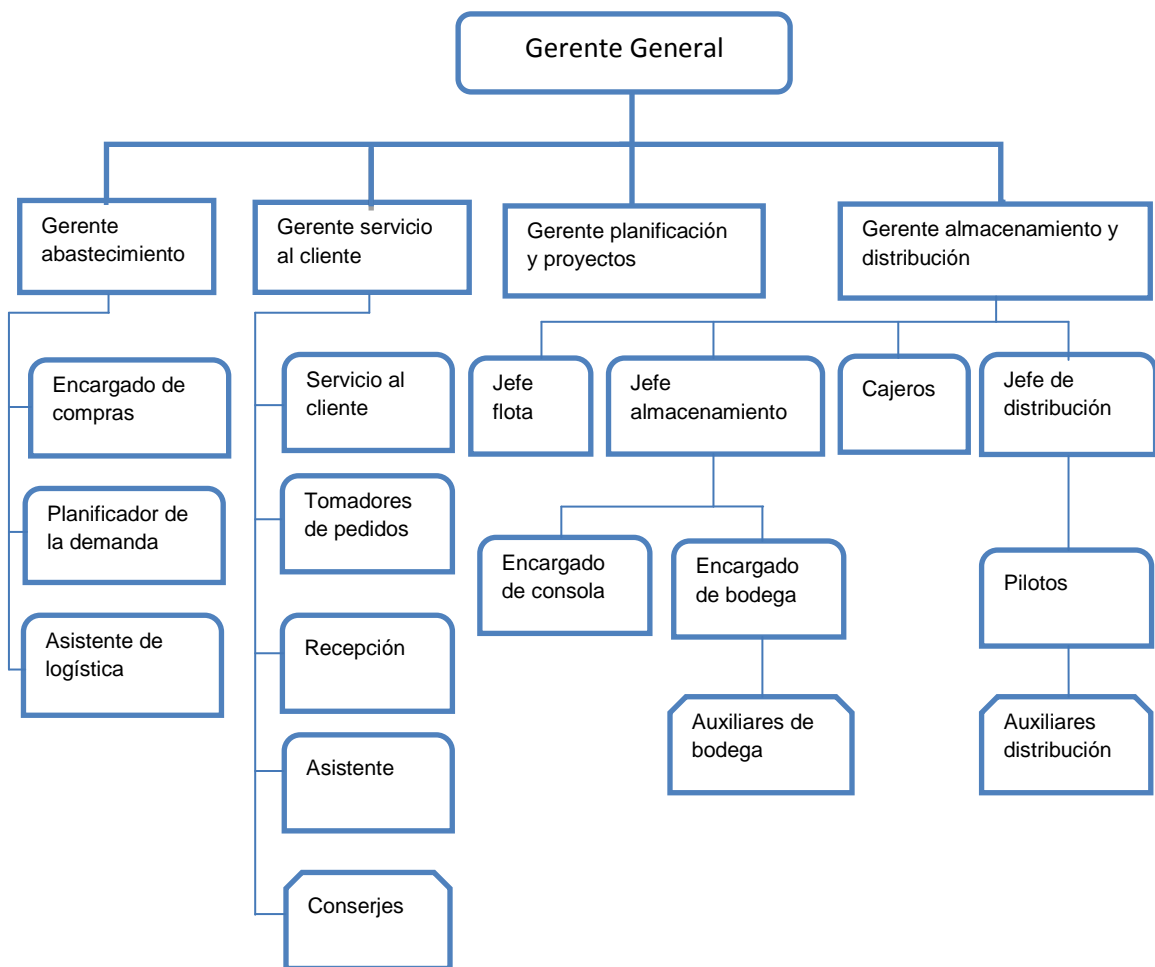 Gerente General
Gerente
abastecimiento
Gerente servicio
al cliente
Gerente planificación
y proyectos
Gerente almacenamiento y
distribución
Encargado de
compras
Planificador de
la demanda
Asistente de
logística
Servicio al
cliente
Tomadores
de pedidos
Recepción
Asistente
Conserjes
Jefe
flota
Jefe
almacenamiento
Cajeros
Jefe de
distribución
Encargado
de consola
Encargado
de bodega
Pilotos
Auxiliares de
bodega
Auxiliares
distribución